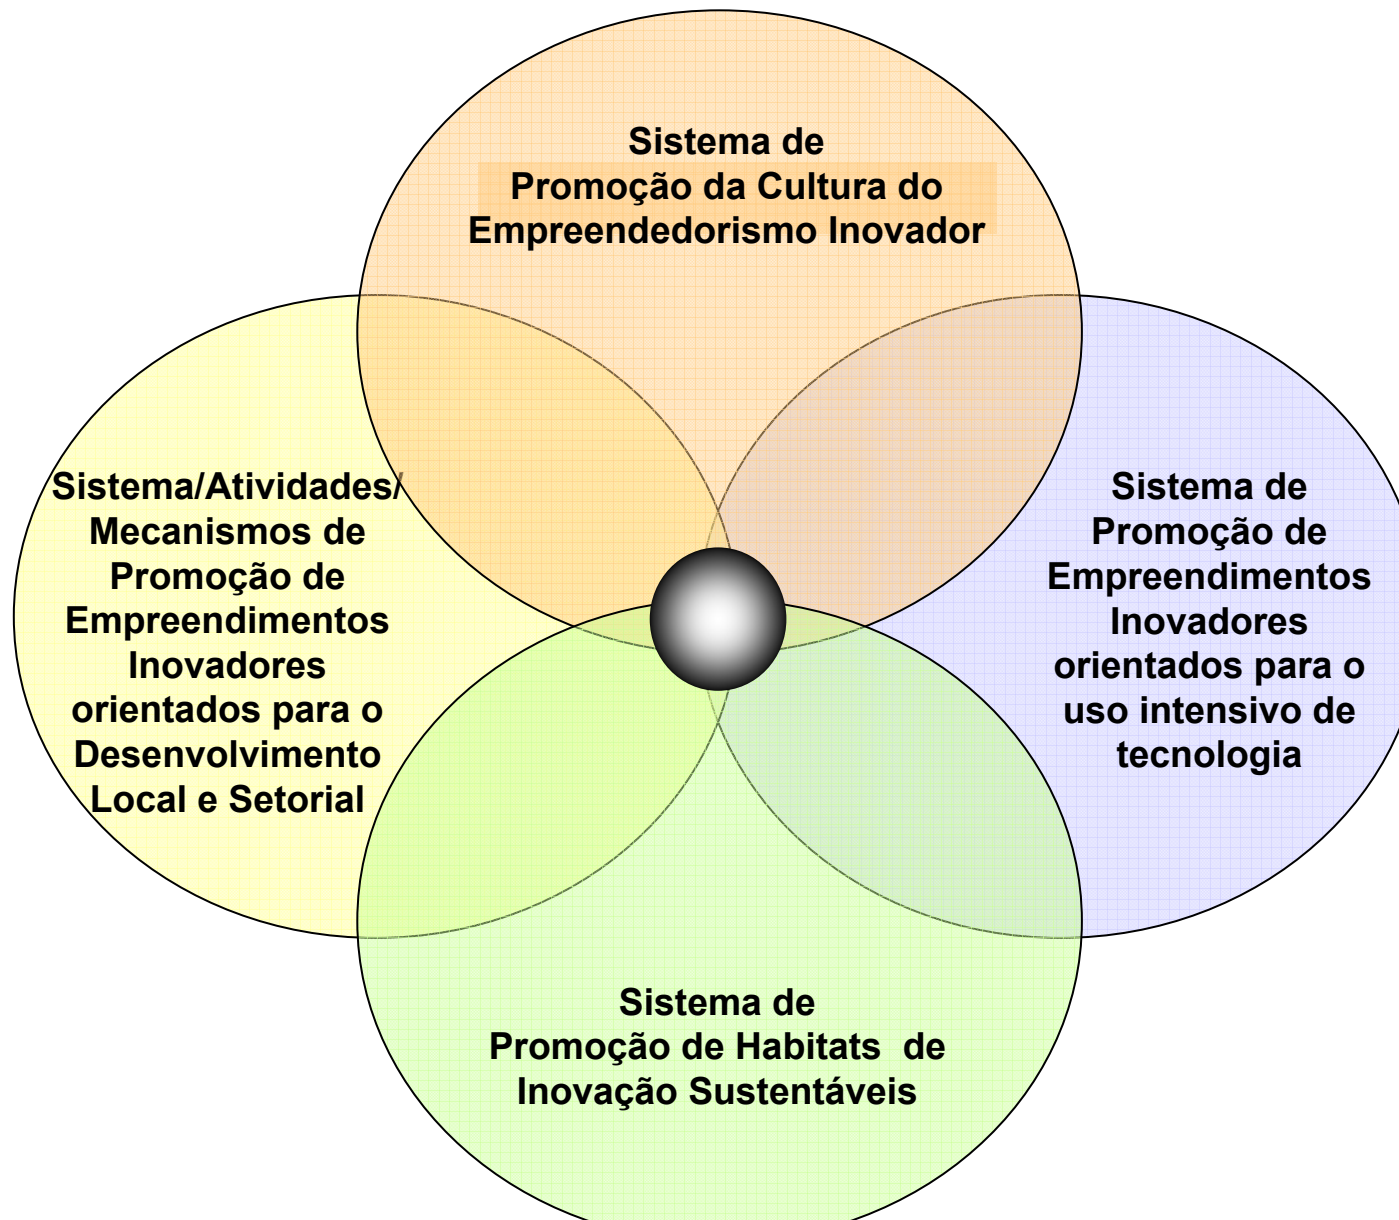 Sistema de
Promoção da Cultura do
Empreendedorismo Inovador
Sistema/Atividades/
Mecanismos de
Promoção de
Empreendimentos
Inovadores
orientados para o
Desenvolvimento
Local e Setorial
Sistema de
Promoção de
Empreendimentos
Inovadores
orientados para o
uso intensivo de
tecnologia
Sistema de
Promoção de Habitats  de
Inovação Sustentáveis